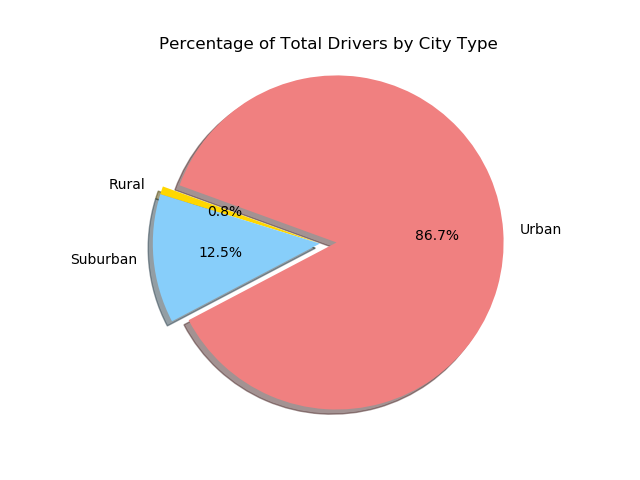 Percentage of Total Drivers by City Type
Rural
0.8%
Urban
86.7%
Suburban
12.5%